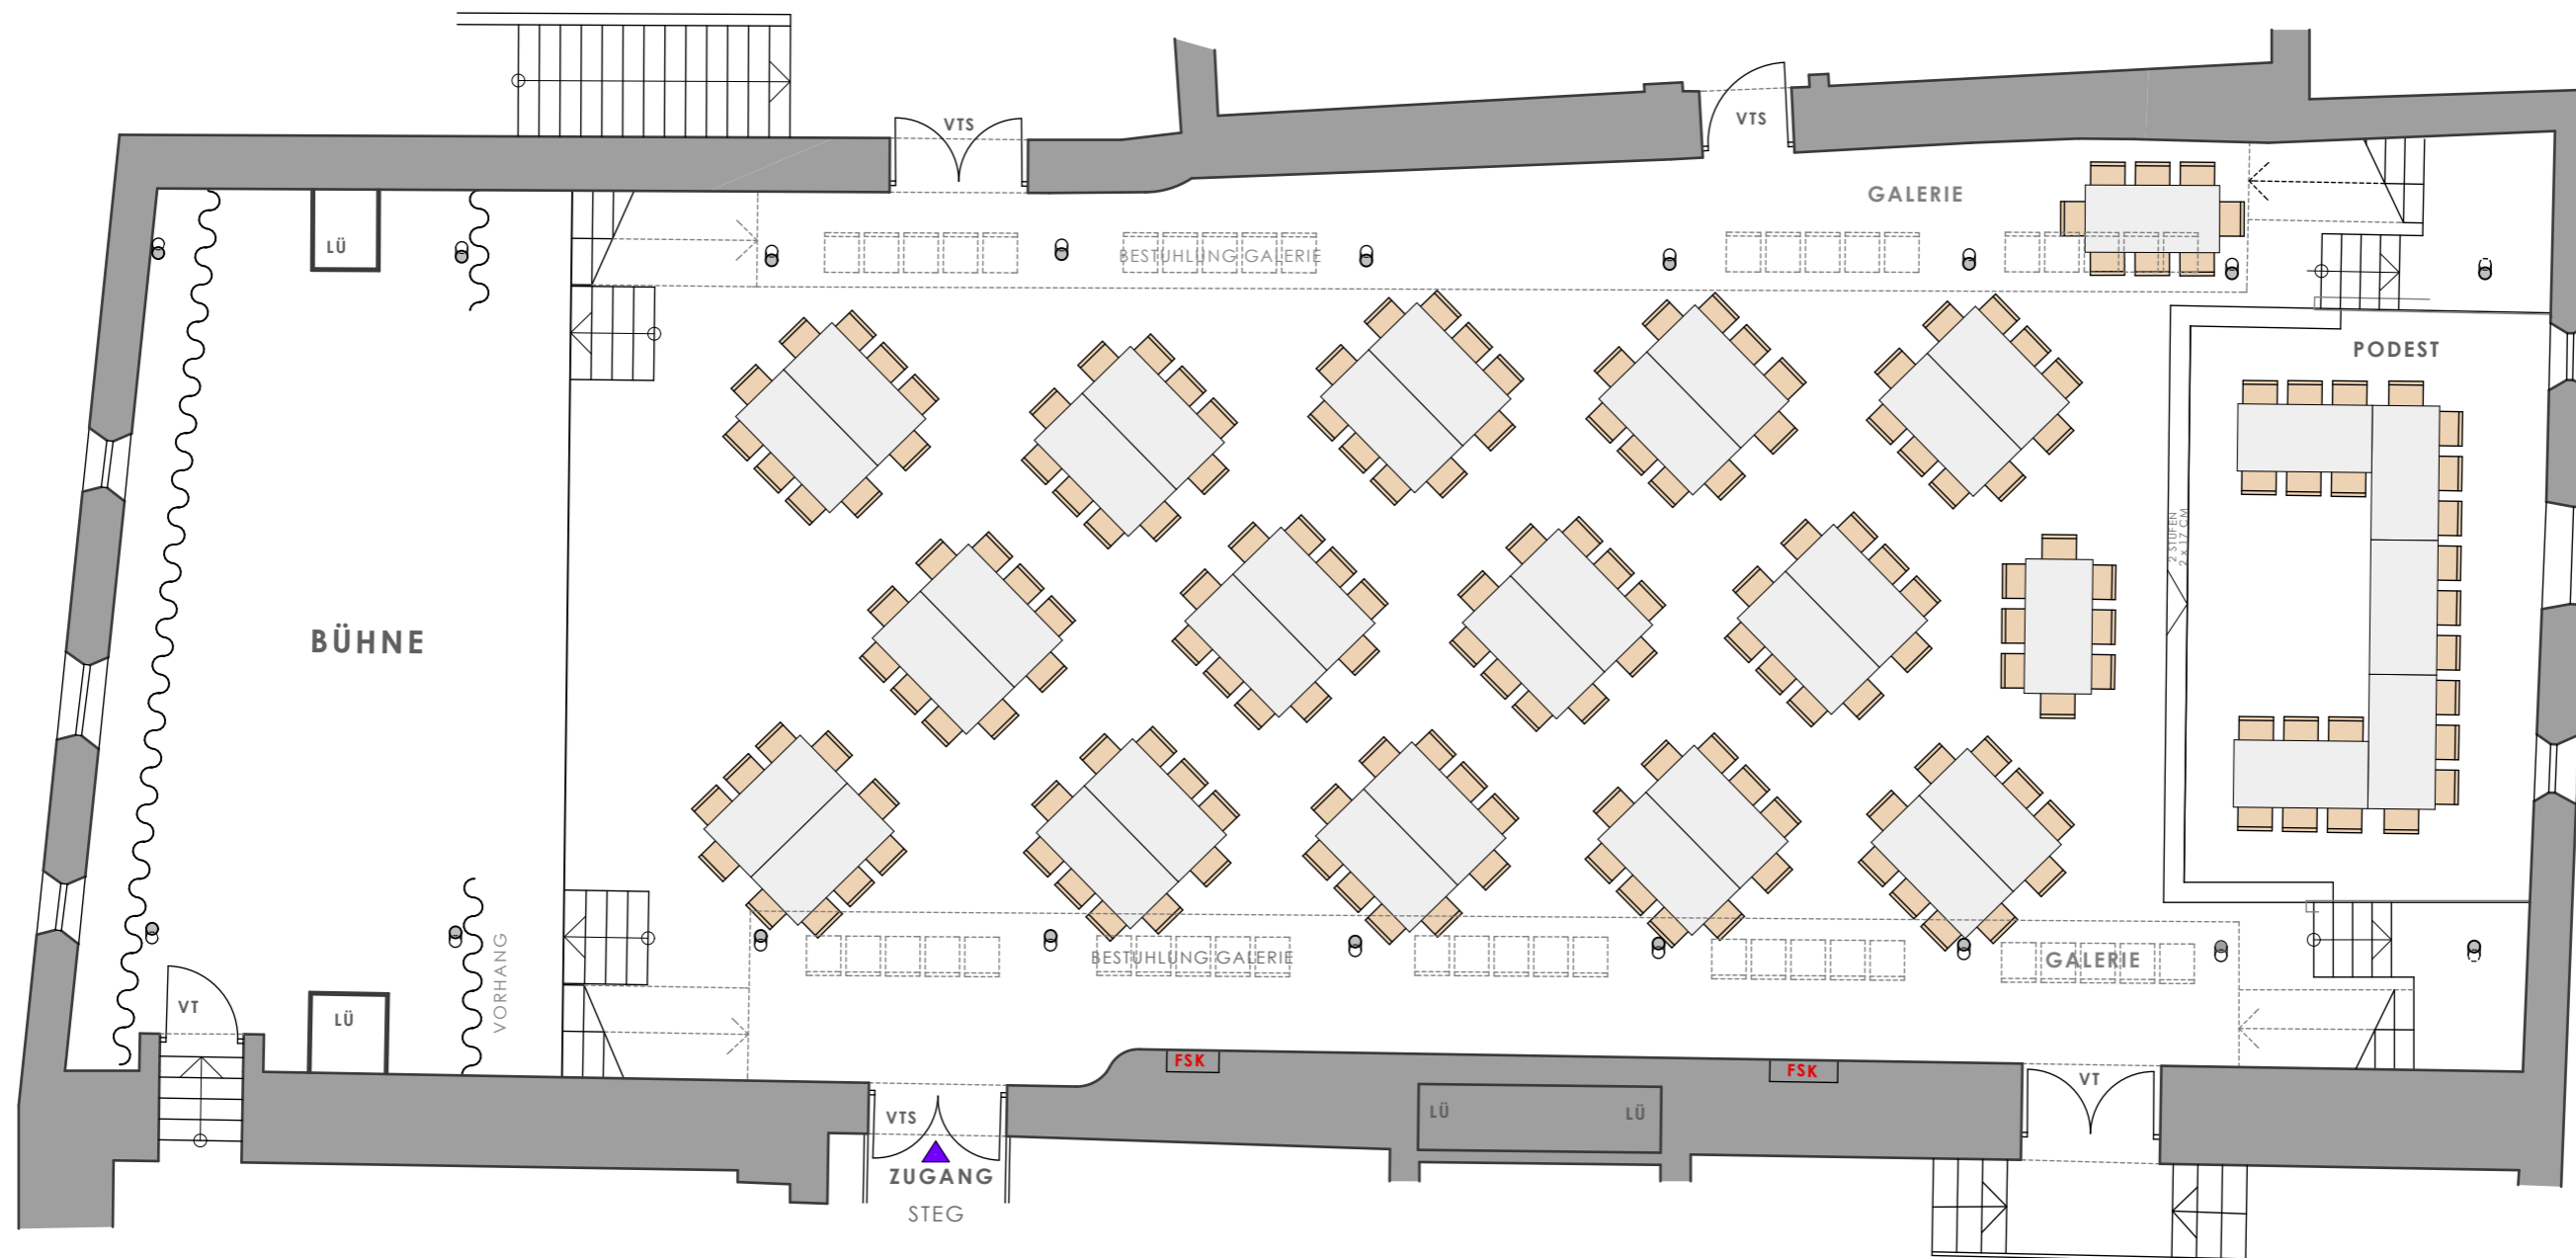 VTS
VTS
GALERIE
LÜ
BESTUHLUNG GALERIE
PODEST
2 STUFEN
2 x 17 CM
BÜHNE
VORHANG
BESTUHLUNG GALERIE
GALERIE
VT
LÜ
FSK
FSK
VT
VTS
LÜ
LÜ
ZUGANG
STEG